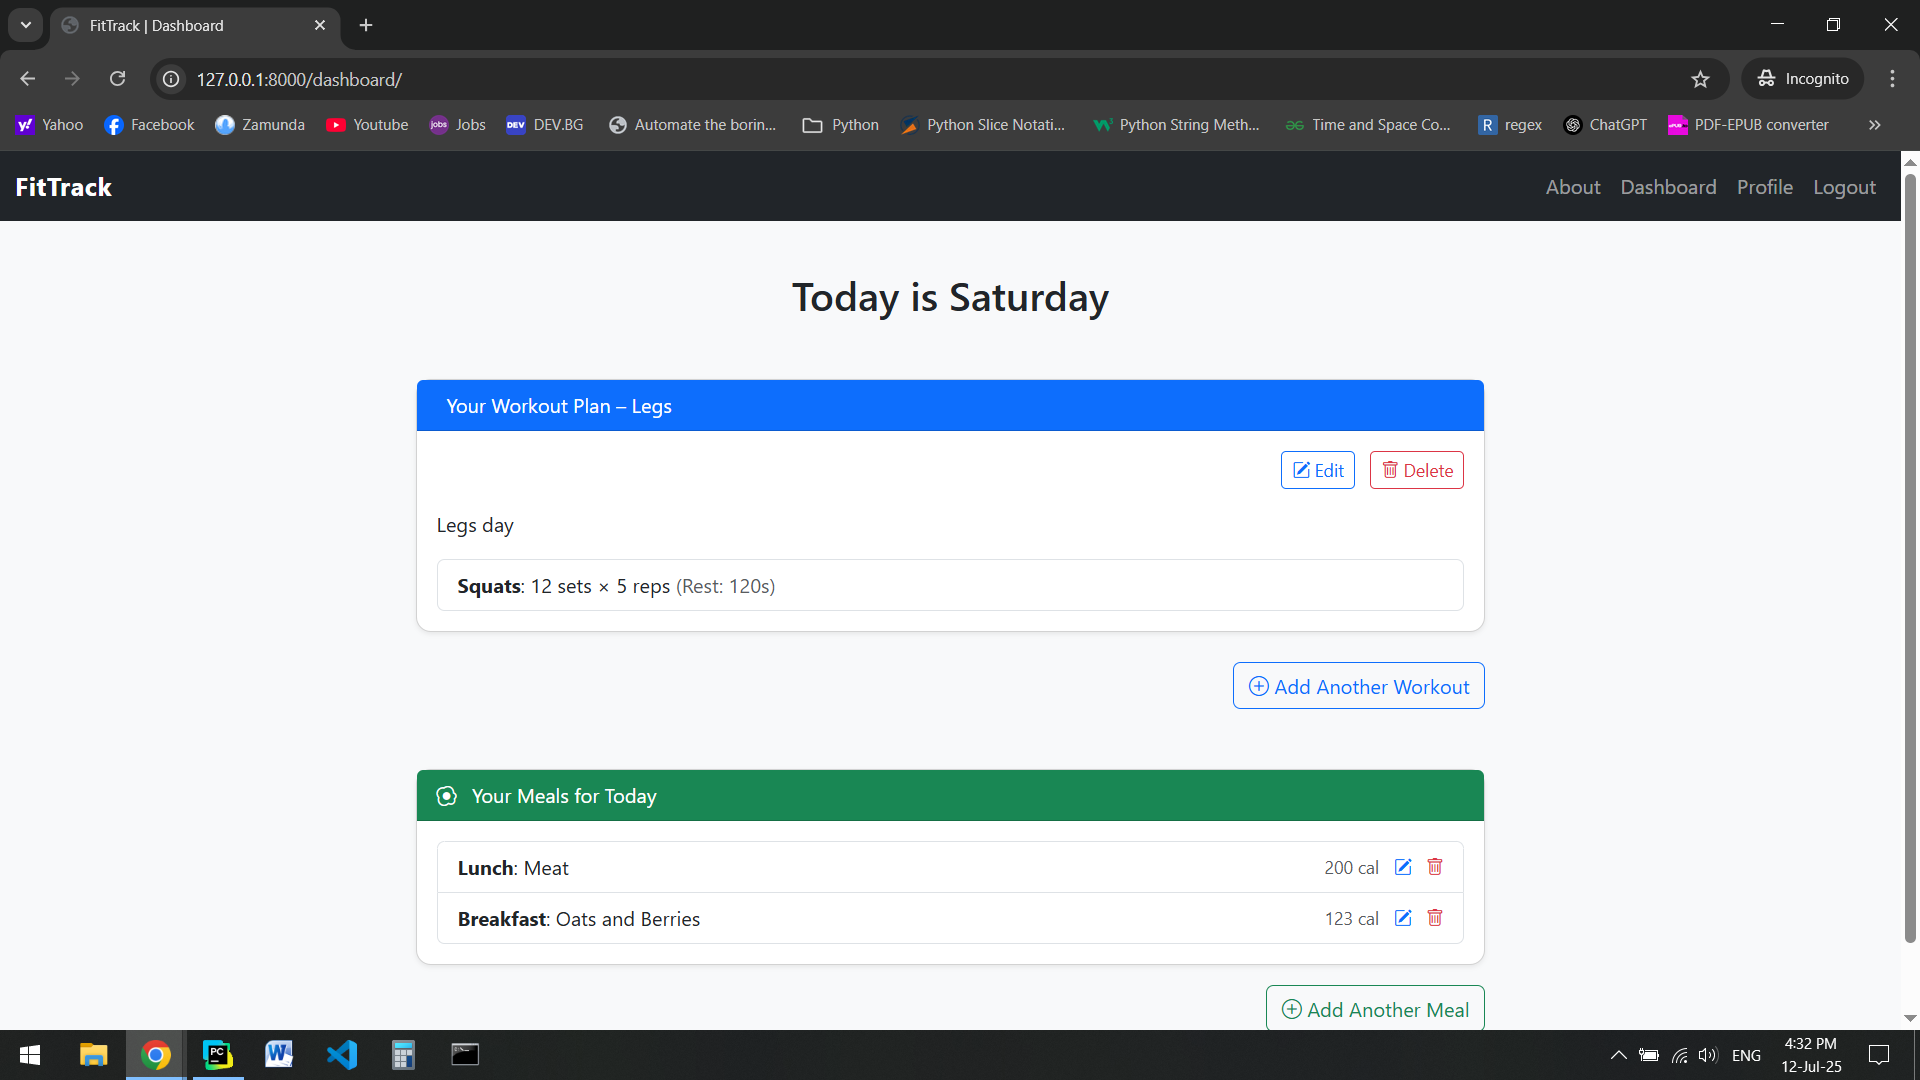 FitTrack | Dashboard
127.0.0.1:8000/dashboard/
Incognito
Yahoo Facebook Zamunda Youtube jobs Jobs DEV DEV.BG Automate the borin... Python Python Slice Notati... Python String Meth... Time and Space Co... R regex ChatGPT PDF-EPUB converter »
FitTrack About Dashboard Profile Logout
Today is Saturday
Your Workout Plan – Legs
Edit Delete
Legs day
Squats: 12 sets × 5 reps (Rest: 120s)
Add Another Workout
Your Meals for Today
Lunch: Meat 200 cal
Breakfast: Oats and Berries 123 cal
Add Another Meal
PC W ENG 4:32 PM
12-Jul-25